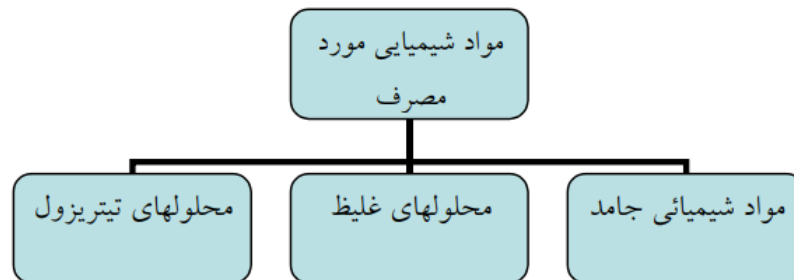 مواد شیمیایی مورد
مصرف
مواد شیمیائی جامد
محلولهای غلیظ
محلولهای تیتریزول